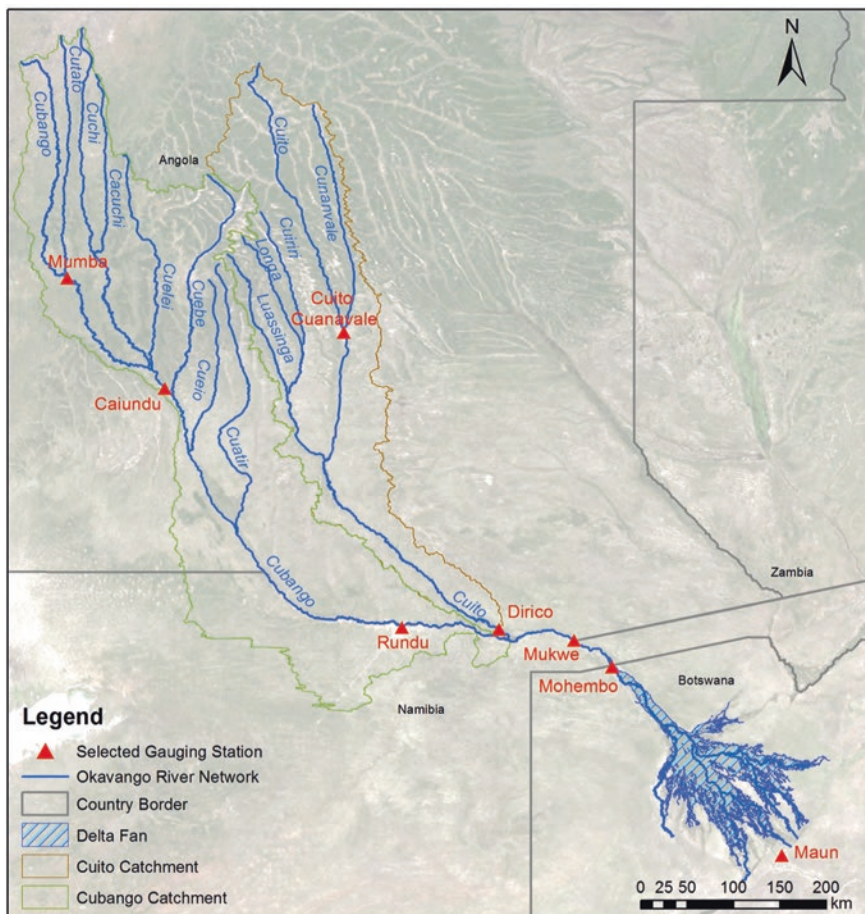 N
Cutato
Cubango
Cuchi
Cacuchi
Angola
Cuito
Cunanvale
Cuelei
Cuebe
Cuiriri
Longa
Luassinga
Mumba
Cuito
Cuanavale
Cueio
Caiundu
Cuatir
Cubango
Cuito
Zambia
Dirico
Rundu
Mukwe
Mohembo
Botswana
Namibia
Legend
Selected Gauging Station
Okavango River Network
Country Border
Delta Fan
Cuito Catchment
Cubango Catchment
Maun
0 25 50 100 150 200
km